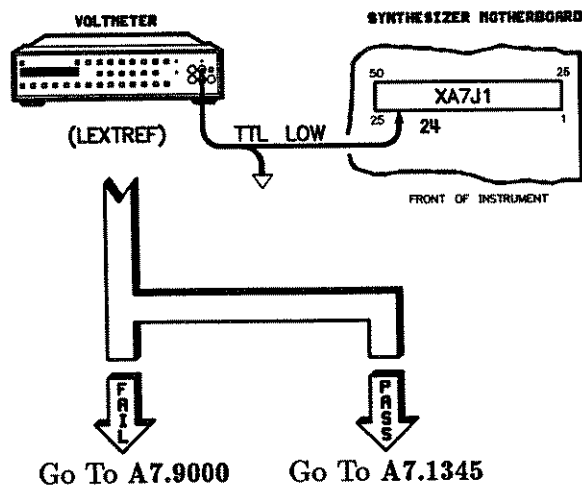 VOLTMETER
SYNTHESIZER MOTHERBOARD
50 25
XA7J1
25 24 1
(LEXTREF) TTL LOW
FRONT OF INSTRUMENT
FAIL
PASS
Go To A7.9000 Go To A7.1345